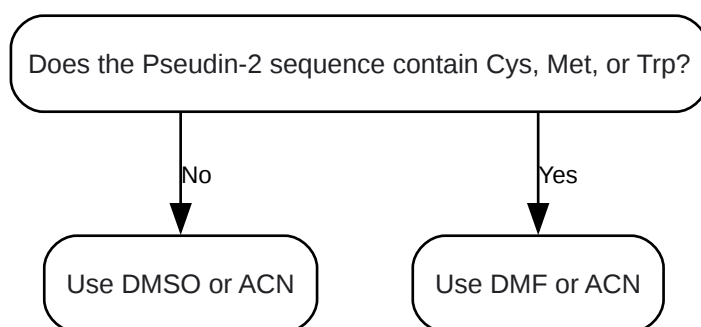 Does the Pseudin-2 sequence contain Cys, Met, or Trp?
No
Yes
Use DMSO or ACN
Use DMF or ACN